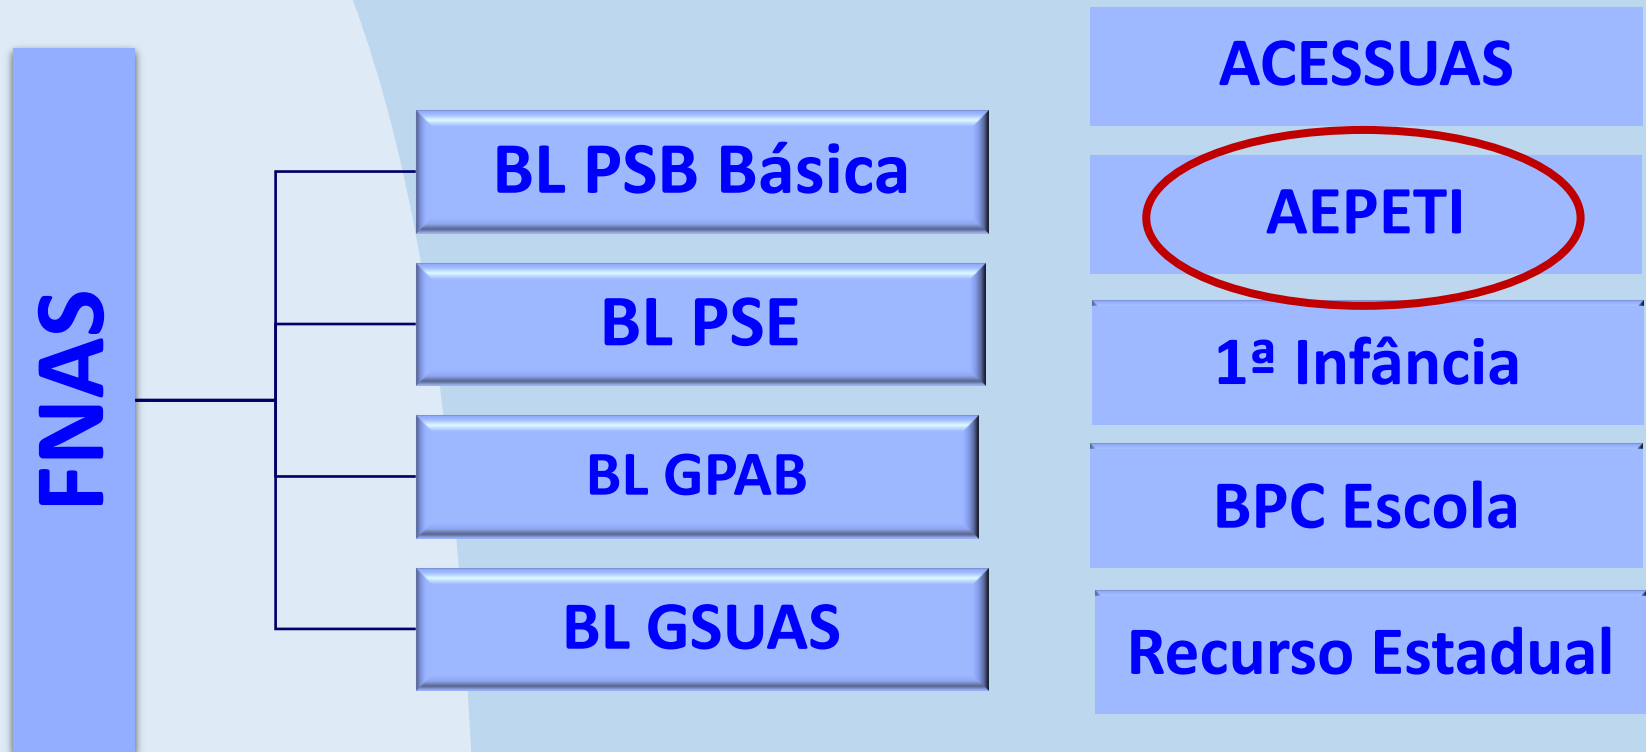 FNAS
BL PSB Básica
BL PSE
BL GPAB
BL GSUAS
ACESSUAS
AEPETI
1ª Infância
BPC Escola
Recurso Estadual